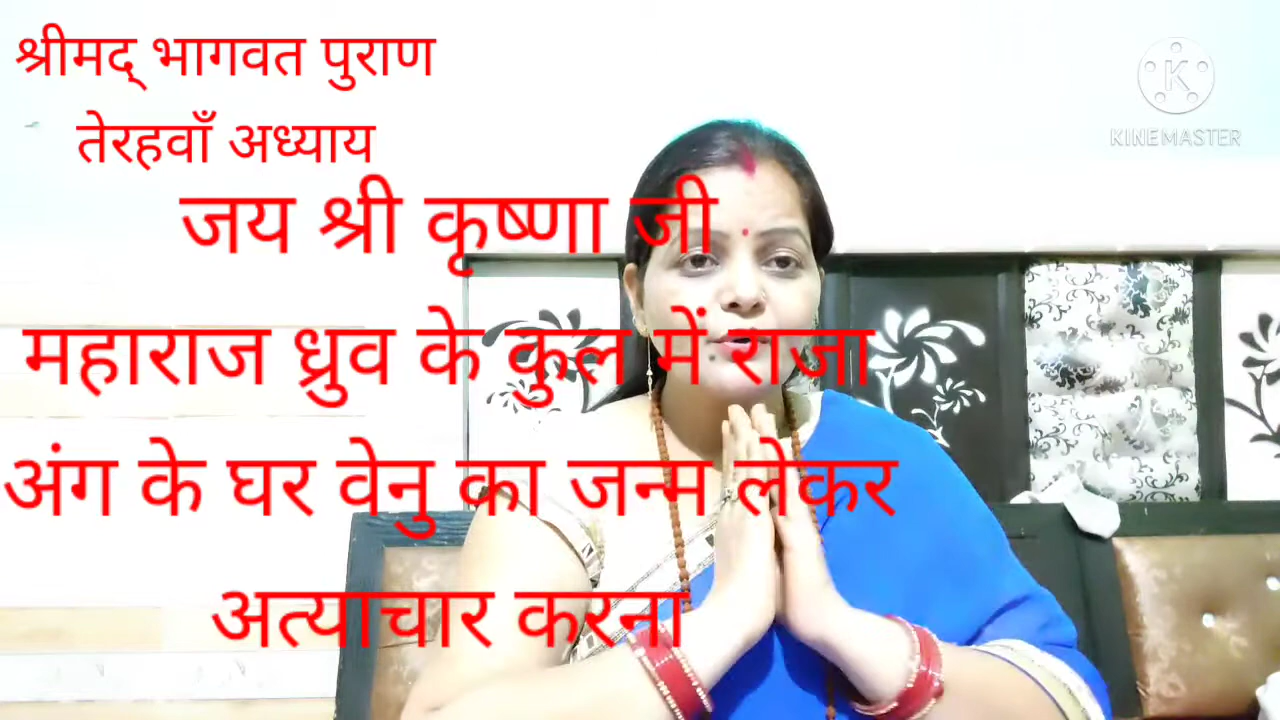 श्रीमद् भागवत पुराण
तेरहवाँ अध्याय
जय श्री कृष्णा जी
महाराज ध्रुव के कुल में राजा
अंग के घर वेनु का जन्म लेकर
अत्याचार करना
K
KINEMASTER